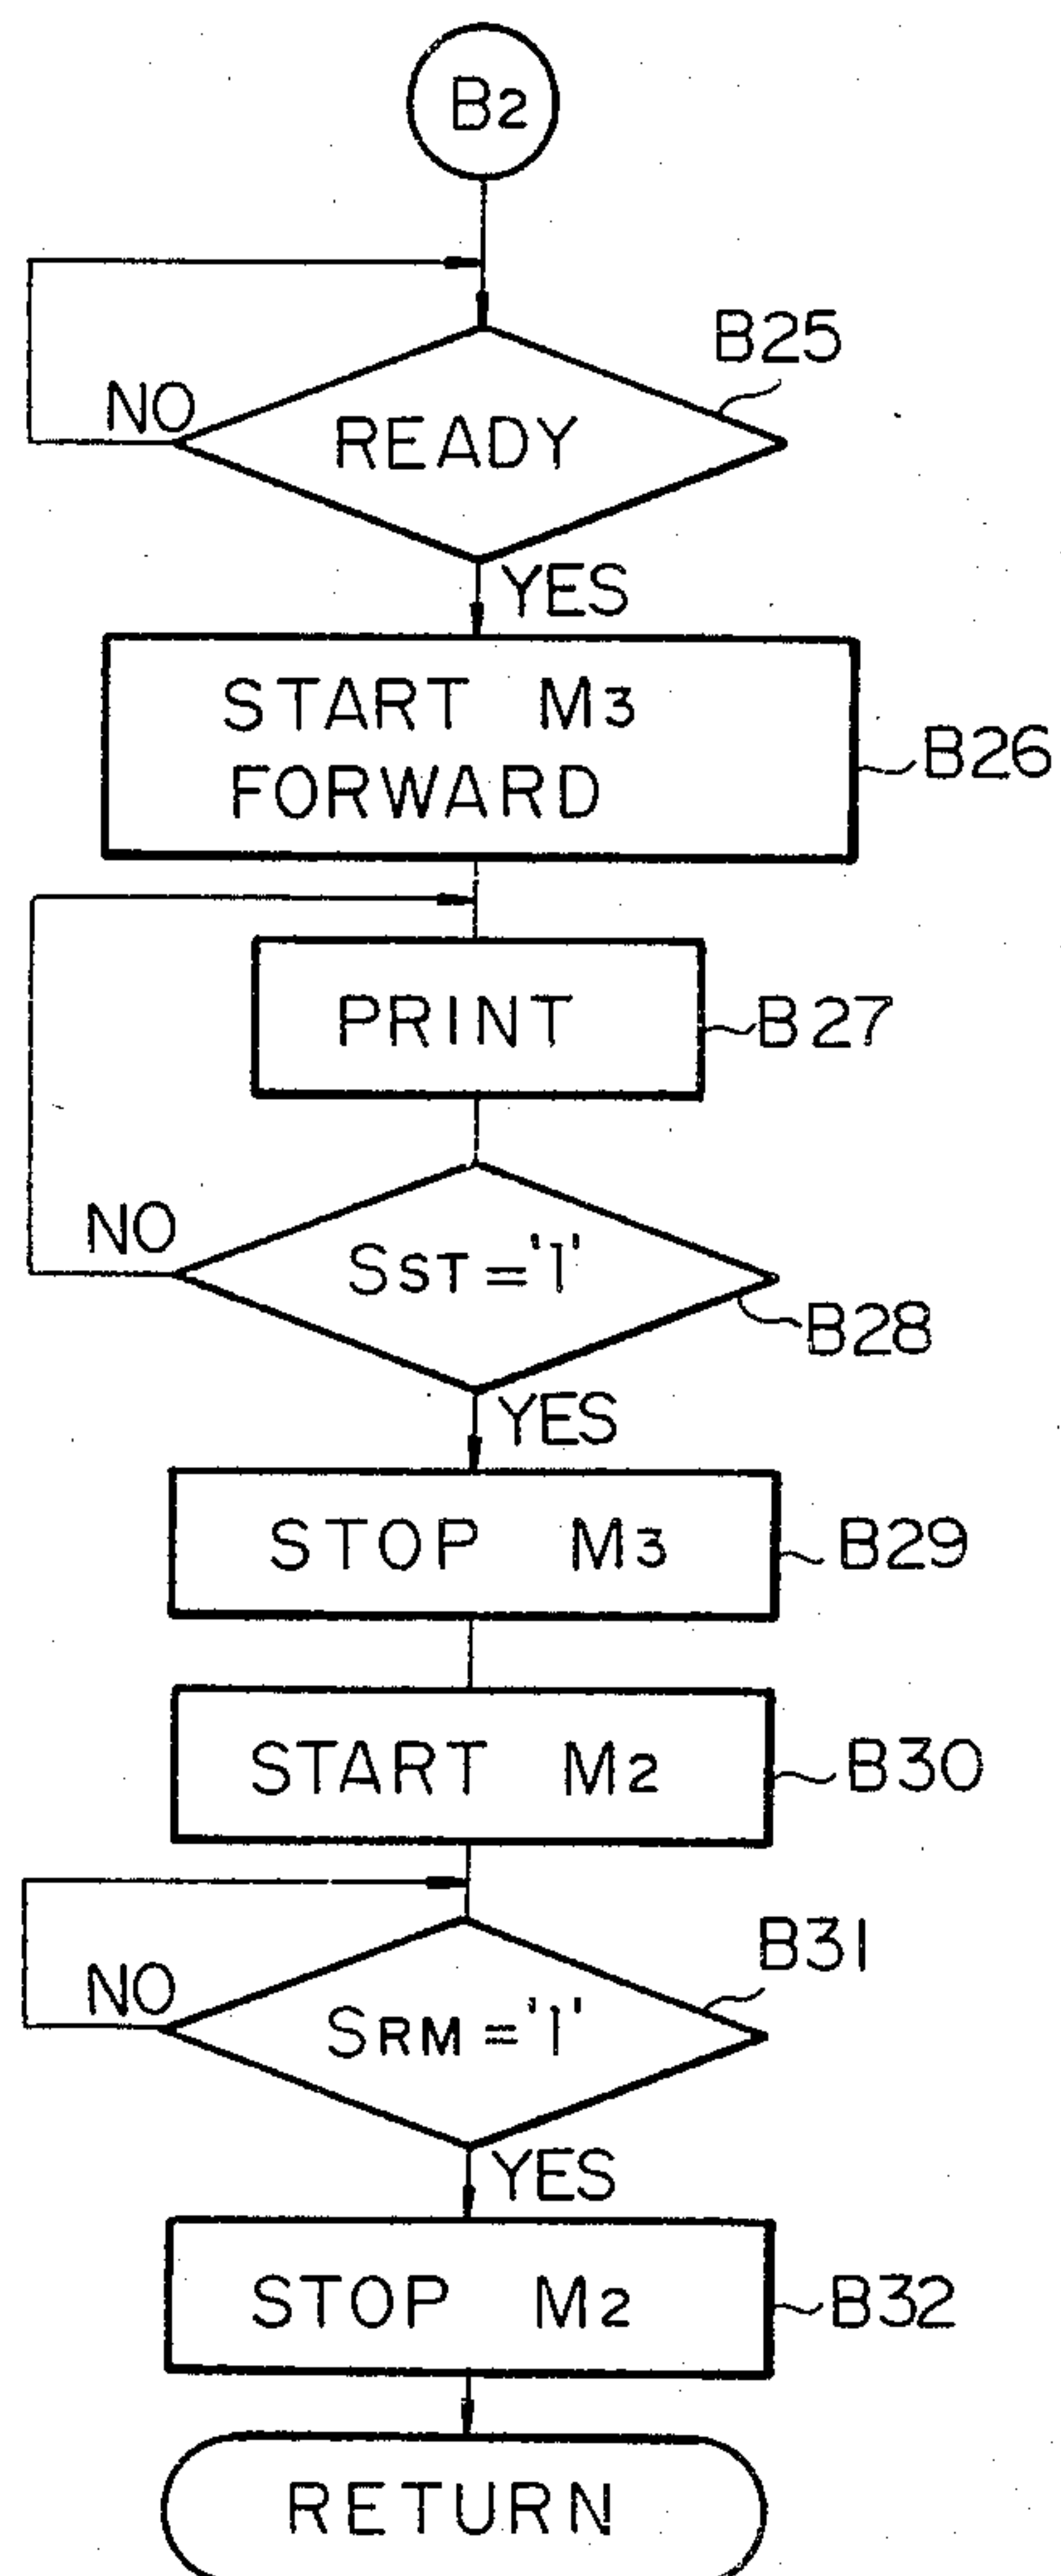 B2
B25
NO
READY
YES
START M3
FORWARD
B26
PRINT
B27
NO
SST='1'
B28
YES
STOP M3
B29
START M2
B30
B31
NO
SRM='1'
YES
STOP M2
B32
RETURN